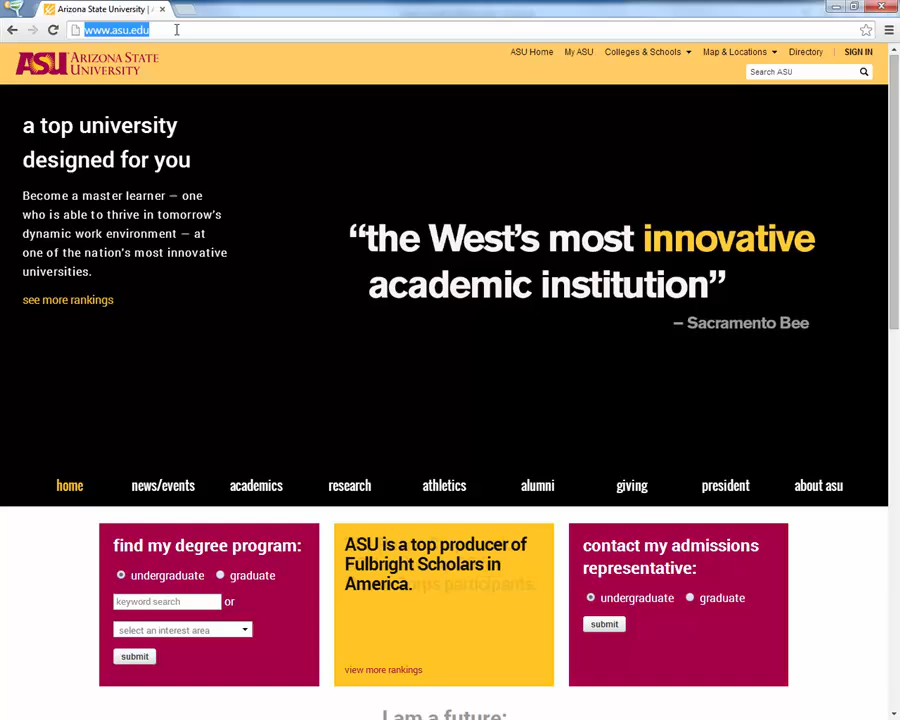 Arizona State University |
www.asu.edu
ASU ARIZONA STATE
UNIVERSITY
ASU Home My ASU Colleges & Schools Map & Locations Directory SIGN IN
Search ASU
a top university
designed for you
Become a master learner — one
who is able to thrive in tomorrow's
dynamic work environment — at
one of the nation's most innovative
universities.
see more rankings
“the West's most innovative
academic institution”
– Sacramento Bee
home news/events academics research athletics alumni giving president about asu
find my degree program:
undergraduate graduate
keyword search or
select an interest area
submit
ASU is a top producer of
Fulbright Scholars in
America.
participants.
view more rankings
contact my admissions
representative:
undergraduate graduate
submit
I am a future: